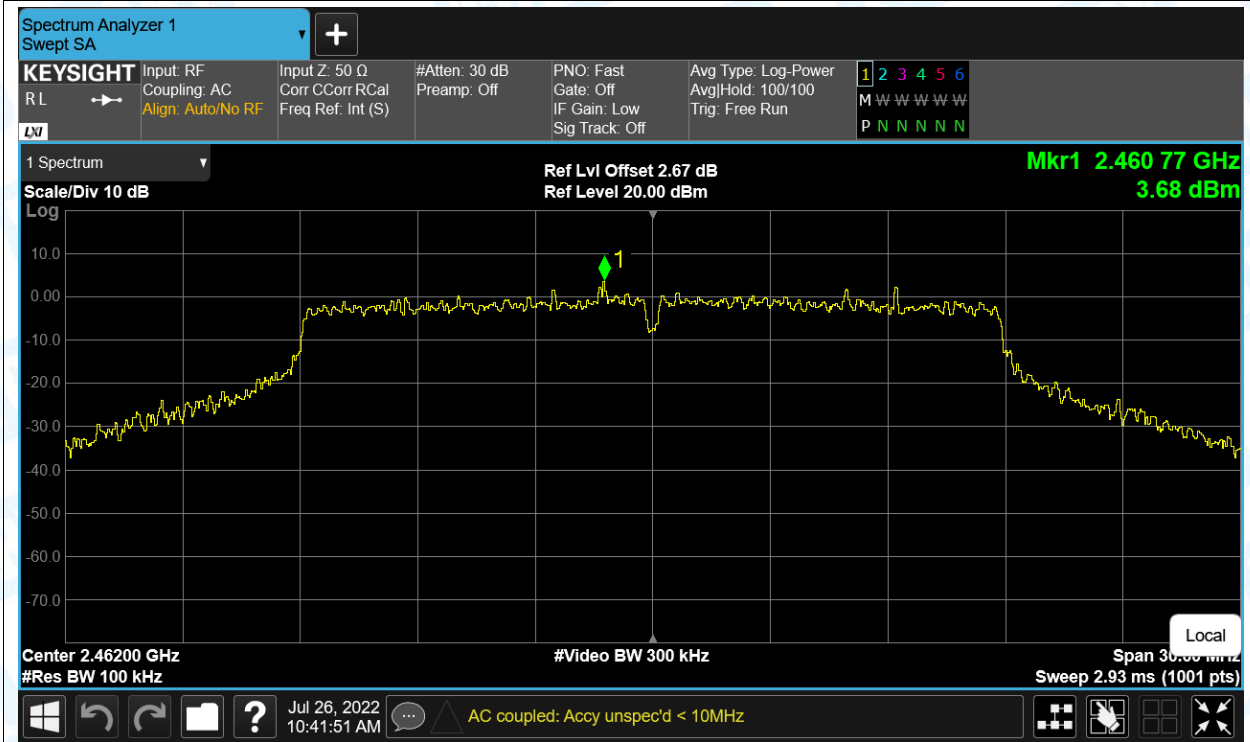 Spectrum Analyzer 1
Swept SA
KEYSIGHT
R L
LXI
Input: RF
Coupling: AC
Align: Auto/No RF
Input Z: 50 Ω
Corr CCorr RCal
Freq Ref: Int (S)
#Atten: 30 dB
Preamp: Off
PNO: Fast
Gate: Off
IF Gain: Low
Sig Track: Off
Avg Type: Log-Power
Avg|Hold: 100/100
Trig: Free Run
1 2 3 4 5 6
M W W W W W
P N N N N N
1 Spectrum
Scale/Div 10 dB
Log
Ref Lvl Offset 2.67 dB
Ref Level 20.00 dBm
Mkr1 2.460 77 GHz
3.68 dBm
1
10.0
0.00
-10.0
-20.0
-30.0
-40.0
-50.0
-60.0
-70.0
Local
Center 2.46200 GHz
#Video BW 300 kHz
Span 30.00 MHz
#Res BW 100 kHz
Sweep 2.93 ms (1001 pts)
?
Jul 26, 2022
10:41:51 AM
AC coupled: Accy unspec'd < 10MHz